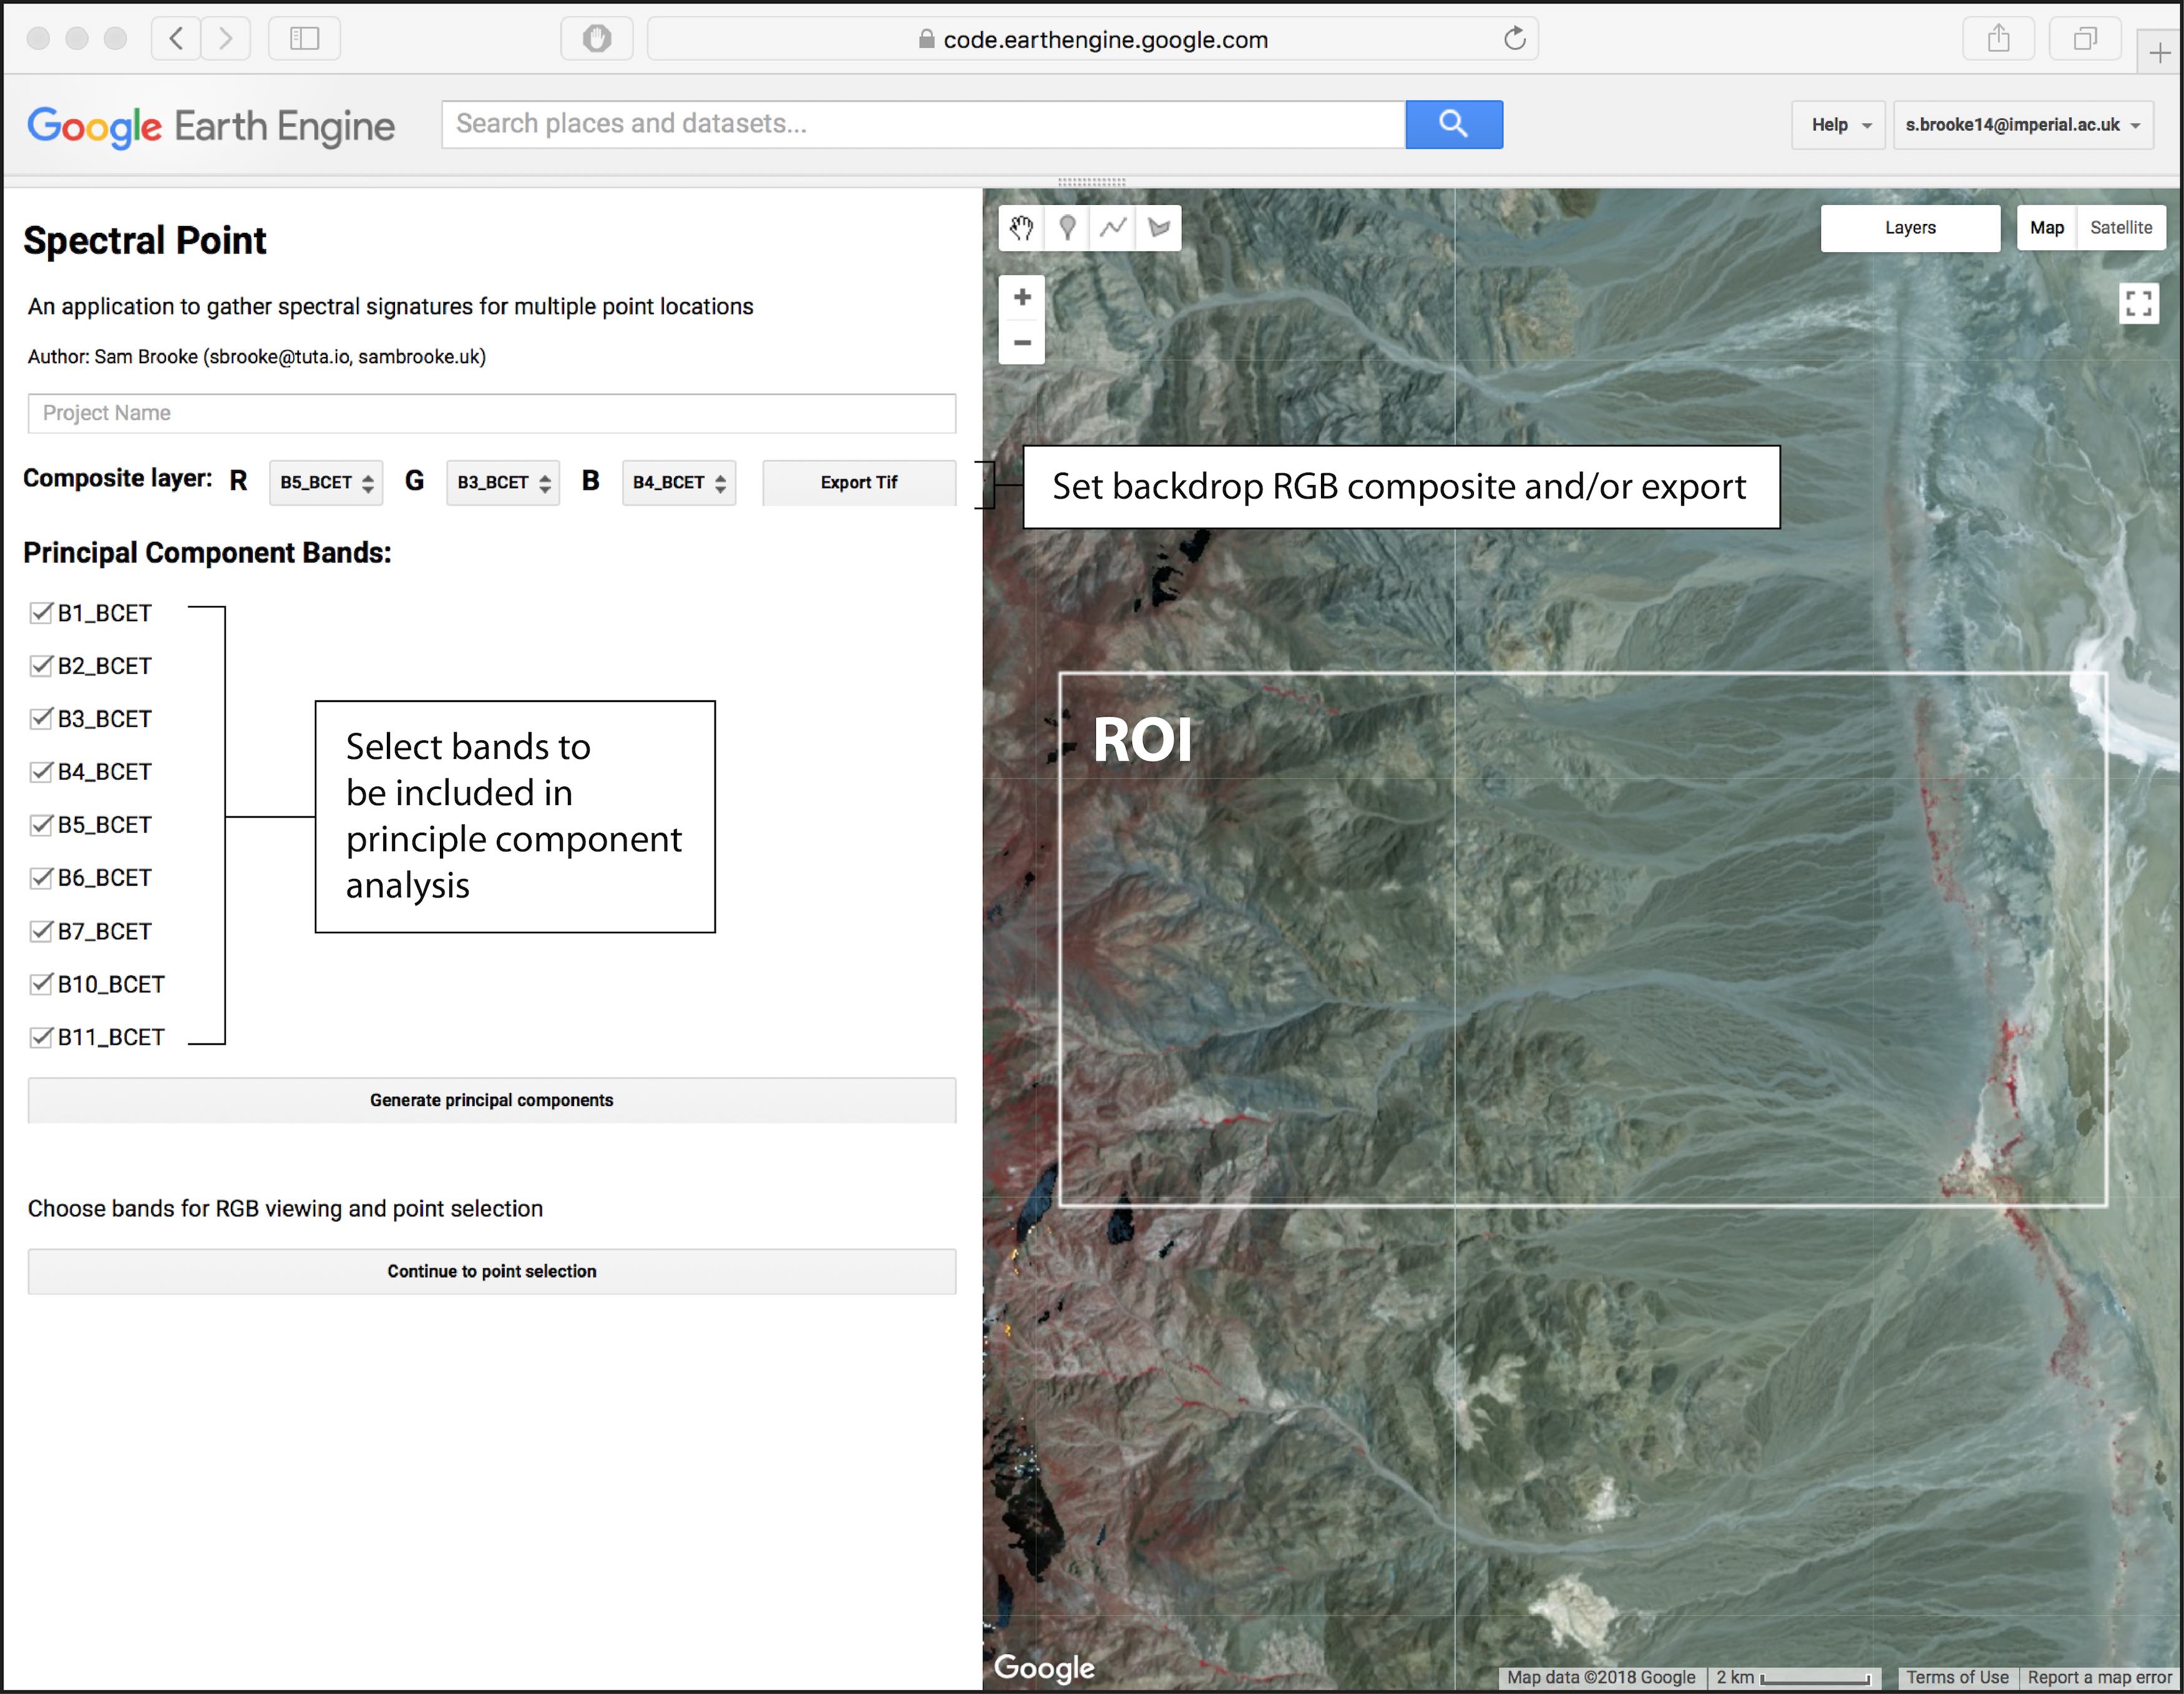 code.earthengine.google.com
Google Earth Engine
Search places and datasets...
Help
s.brooke14@imperial.ac.uk
Spectral Point
An application to gather spectral signatures for multiple point locations
Author: Sam Brooke (sbrooke@tuta.io, sambrooke.uk)
Project Name
Composite layer: R B5_BCET G B3_BCET B B4_BCET Export Tif
Principal Component Bands:
B1_BCET
B2_BCET
B3_BCET
B4_BCET
B5_BCET
B6_BCET
B7_BCET
B10_BCET
B11_BCET
Select bands to
be included in
principle component
analysis
Generate principal components
Choose bands for RGB viewing and point selection
Continue to point selection
Layers
Map Satellite
Set backdrop RGB composite and/or export
ROI
Google
Map data ©2018 Google
2 km
Terms of Use
Report a map error